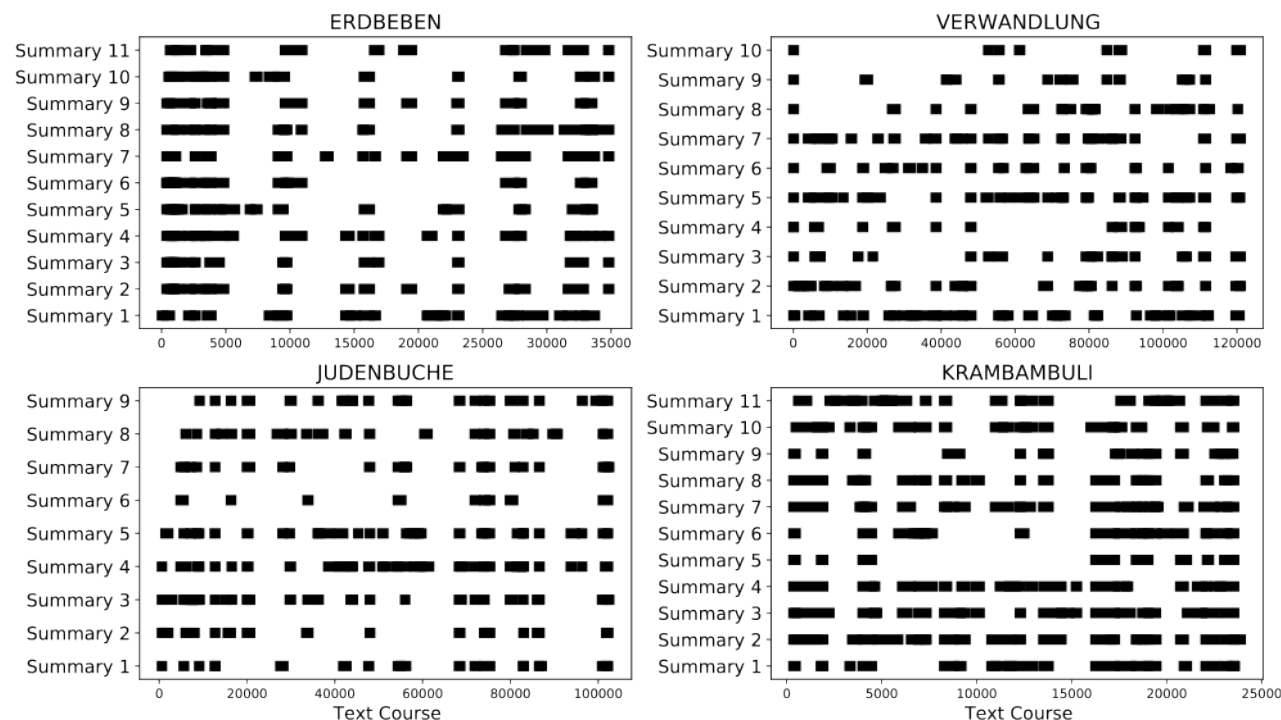 ERDBEBEN
Summary 11
Summary 10
Summary 9
Summary 8
Summary 7
Summary 6
Summary 5
Summary 4
Summary 3
Summary 2
Summary 1
0 5000 10000 15000 20000 25000 30000 35000
VERWANDLUNG
Summary 10
Summary 9
Summary 8
Summary 7
Summary 6
Summary 5
Summary 4
Summary 3
Summary 2
Summary 1
0 20000 40000 60000 80000 100000 120000
JUDENBUCHE
Summary 9
Summary 8
Summary 7
Summary 6
Summary 5
Summary 4
Summary 3
Summary 2
Summary 1
0 20000 40000 60000 80000 100000
Text Course
KRAMBAMBULI
Summary 11
Summary 10
Summary 9
Summary 8
Summary 7
Summary 6
Summary 5
Summary 4
Summary 3
Summary 2
Summary 1
0 5000 10000 15000 20000 25000
Text Course